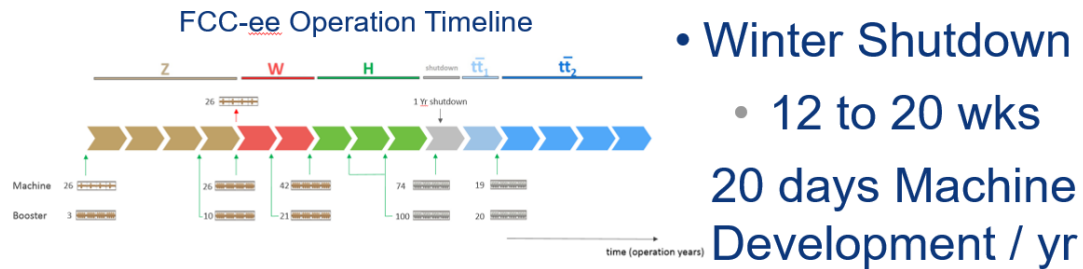 FCC-ee Operation Timeline
Z W H shutdown tt̄₁ tt̄₂
26
1 Yr shutdown
Machine 26 26 42 74 19
Booster 3 10 21 100 20
time (operation years)
• Winter Shutdown
• 12 to 20 wks
20 days Machine
Development / yr